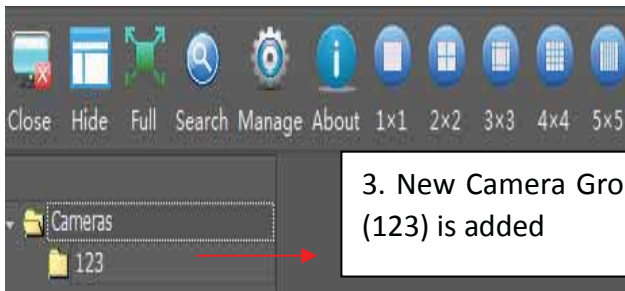 Close Hide Full Search Manage About 1×1 2×2 3×3 4×4 5×5
3. New Camera Gro
(123) is added
Cameras
123